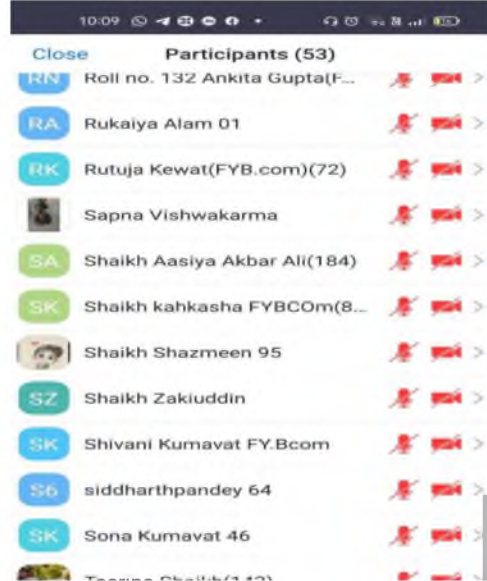 10:09
Close Participants (53)
RN Roll no. 132 Ankita Gupta(F...
RA Rukaiya Alam 01
RK Rutuja Kewat(FYB.com)(72)
Sapna Vishwakarma
SA Shaikh Aasiya Akbar Ali(184)
SK Shaikh kahkasha FYBCOm(8...
Shaikh Shazmeen 95
SZ Shaikh Zakiuddin
SK Shivani Kumavat FY.Bcom
S6 siddharthpandey 64
SK Sona Kumavat 46